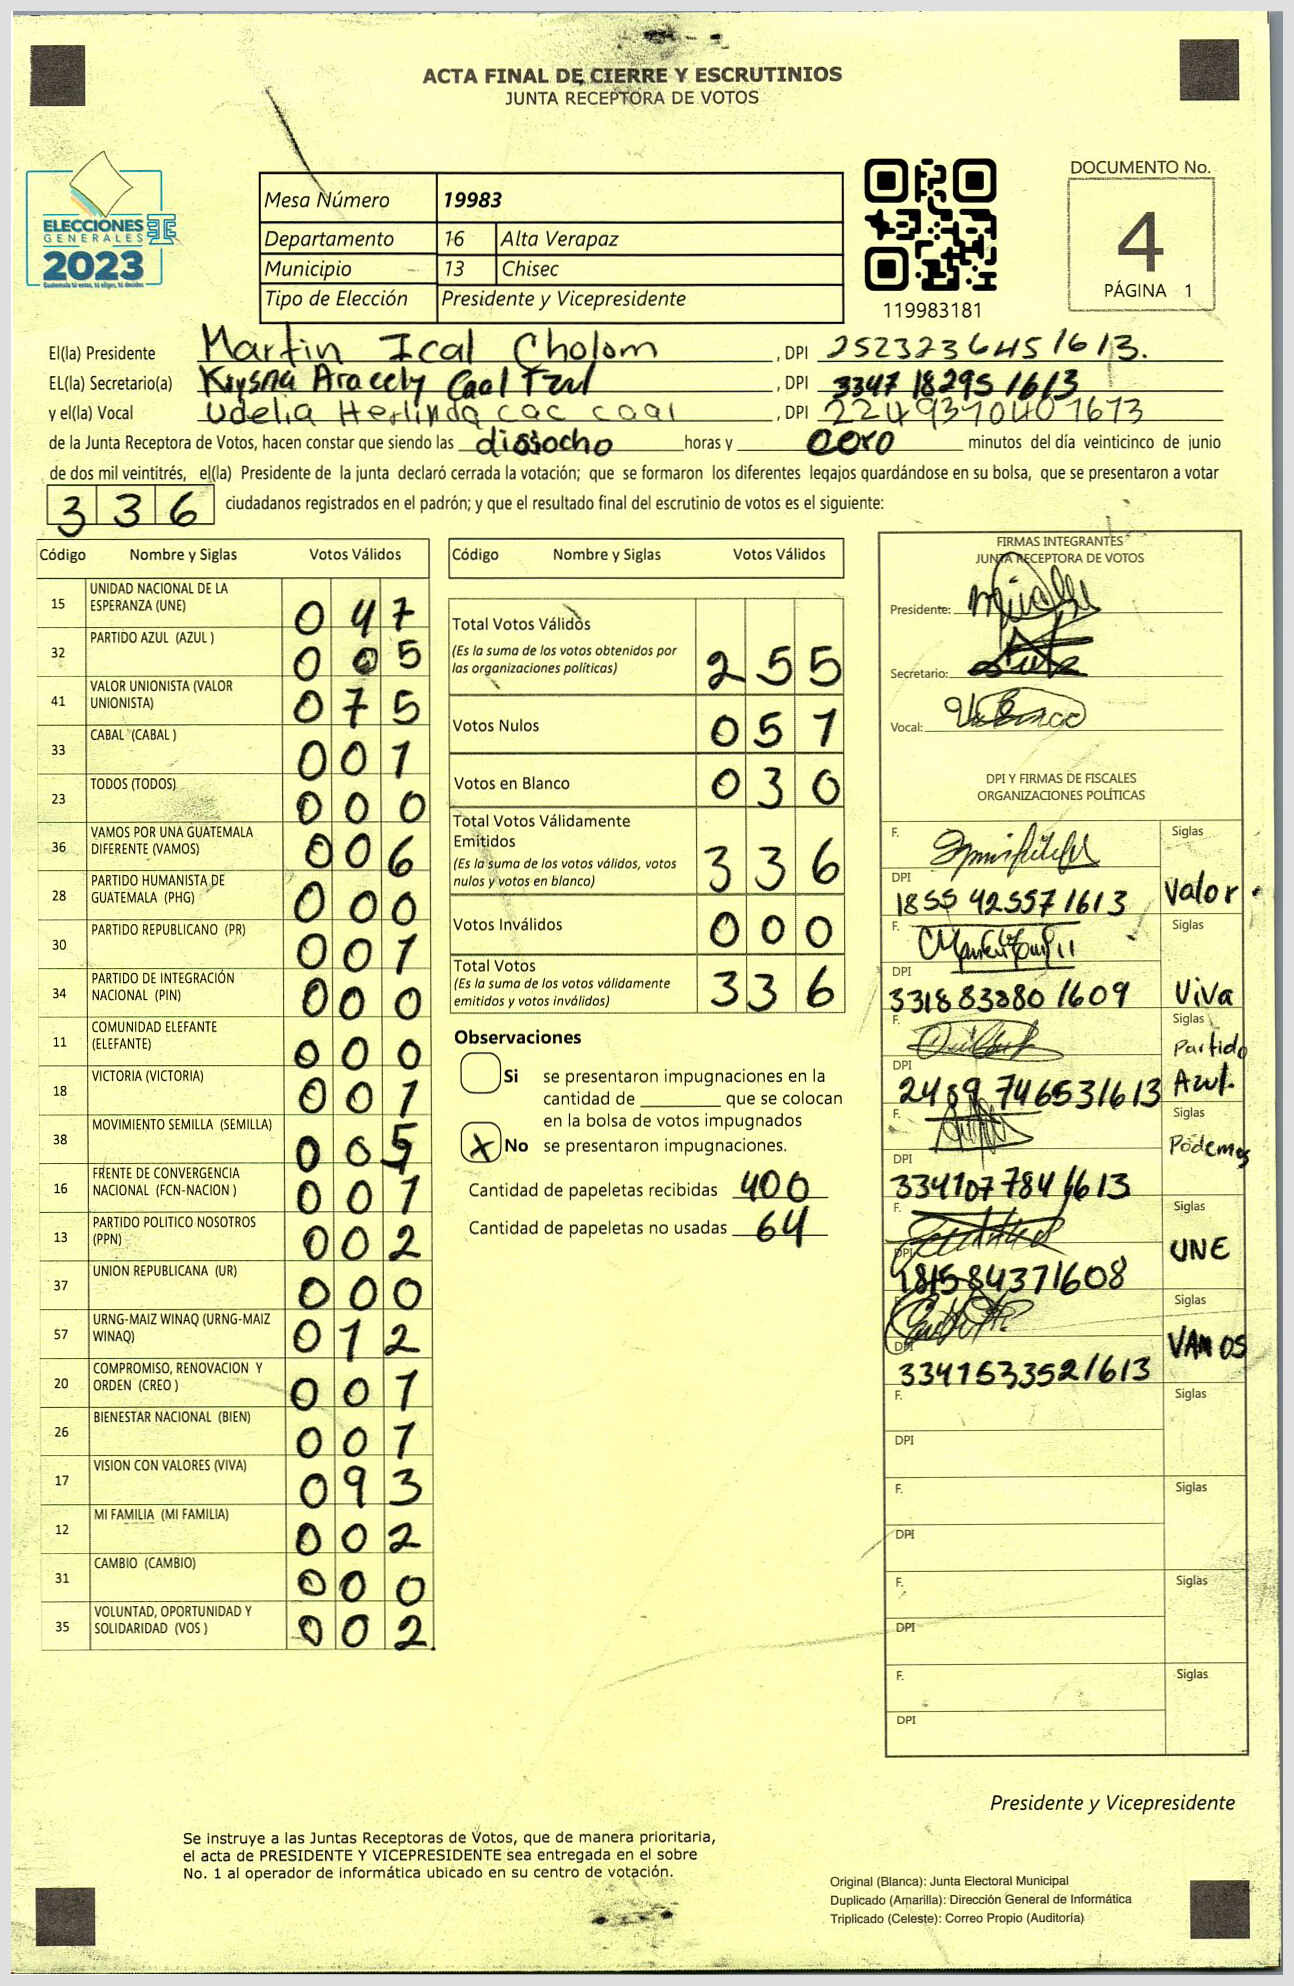 ACTA FINAL DE CIERRE Y ESCRUTINIOS
JUNTA RECEPTORA DE VOTOS
ELECCIONES
GENERALES
2023
Mesa Número 19983
Departamento 16 Alta Verapaz
Municipio 13 Chisec
Tipo de Elección Presidente y Vicepresidente
119983181
DOCUMENTO No.
4
PÁGINA 1
El(la) Presidente Martin Ical Cholom , DPI 2523236451613.
EL(la) Secretario(a) Krysna Aracely Caal Tzul , DPI 3347 18295 1613
y el(la) Vocal Udelia Herlinda cac caal , DPI 2249370401613
de la Junta Receptora de Votos, hacen constar que siendo las diesiocho horas y cero minutos del día veinticinco de junio
de dos mil veintitrés, el(la) Presidente de la junta declaró cerrada la votación; que se formaron los diferentes legajos guardándose en su bolsa, que se presentaron a votar
336 ciudadanos registrados en el padrón; y que el resultado final del escrutinio de votos es el siguiente:
Código Nombre y Siglas Votos Válidos
15 UNIDAD NACIONAL DE LA
ESPERANZA (UNE) 047
32 PARTIDO AZUL (AZUL ) 005
41 VALOR UNIONISTA (VALOR
UNIONISTA) 075
33 CABAL (CABAL ) 001
23 TODOS (TODOS) 000
36 VAMOS POR UNA GUATEMALA
DIFERENTE (VAMOS) 006
28 PARTIDO HUMANISTA DE
GUATEMALA (PHG) 000
30 PARTIDO REPUBLICANO (PR) 001
34 PARTIDO DE INTEGRACIÓN
NACIONAL (PIN) 000
11 COMUNIDAD ELEFANTE
(ELEFANTE) 000
18 VICTORIA (VICTORIA) 001
38 MOVIMIENTO SEMILLA (SEMILLA) 005
16 FRENTE DE CONVERGENCIA
NACIONAL (FCN-NACION ) 001
13 PARTIDO POLITICO NOSOTROS
(PPN) 002
37 UNION REPUBLICANA (UR) 000
57 URNG-MAIZ WINAQ (URNG-MAIZ
WINAQ) 012
20 COMPROMISO, RENOVACION Y
ORDEN (CREO ) 001
26 BIENESTAR NACIONAL (BIEN) 001
17 VISION CON VALORES (VIVA) 093
12 MI FAMILIA (MI FAMILIA) 002
31 CAMBIO (CAMBIO) 000
35 VOLUNTAD, OPORTUNIDAD Y
SOLIDARIDAD (VOS ) 002
Código Nombre y Siglas Votos Válidos
Total Votos Válidos 255
(Es la suma de los votos obtenidos por
las organizaciones políticas)
Votos Nulos 051
Votos en Blanco 030
Total Votos Válidamente
Emitidos 336
(Es la suma de los votos válidos, votos
nulos y votos en blanco)
Votos Inválidos 000
Total Votos 336
(Es la suma de los votos válidamente
emitidos y votos inválidos)
Observaciones
Si se presentaron impugnaciones en la
cantidad de ________ que se colocan
en la bolsa de votos impugnados
X No se presentaron impugnaciones.
Cantidad de papeletas recibidas 400
Cantidad de papeletas no usadas 64
FIRMAS INTEGRANTES
JUNTA RECEPTORA DE VOTOS
Presidente:
Secretario:
Vocal:
DPI Y FIRMAS DE FISCALES
ORGANIZACIONES POLÍTICAS
F. Siglas
DPI 1855 42557 1613 Valor
F. Siglas
DPI 3318 83880 1609 Viva
F. Siglas
DPI 2489 746531613 Partido Azul.
F. Siglas
DPI 334107784 1613 Podemos
F. Siglas
DPI 181584371608 UNE
F. Siglas
DPI 3341533521613 VAMOS
F. Siglas
DPI
F. Siglas
DPI
F. Siglas
DPI
F. Siglas
DPI
Presidente y Vicepresidente
Se instruye a las Juntas Receptoras de Votos, que de manera prioritaria,
el acta de PRESIDENTE Y VICEPRESIDENTE sea entregada en el sobre
No. 1 al operador de informática ubicado en su centro de votación.
Original (Blanca): Junta Electoral Municipal
Duplicado (Amarilla): Dirección General de Informática
Triplicado (Celeste): Correo Propio (Auditoría)